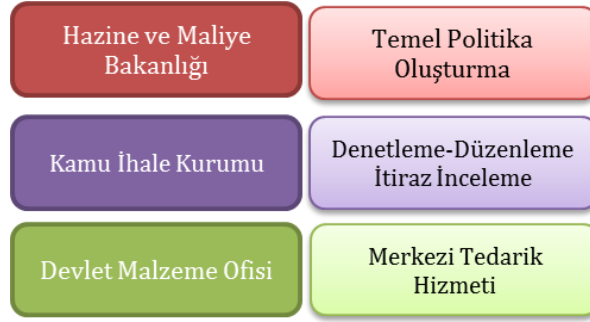 Hazine ve Maliye
Bakanlığı
Temel Politika
Oluşturma
Kamu İhale Kurumu
Denetleme-Düzenleme
İtiraz İnceleme
Devlet Malzeme Ofisi
Merkezi Tedarik
Hizmeti